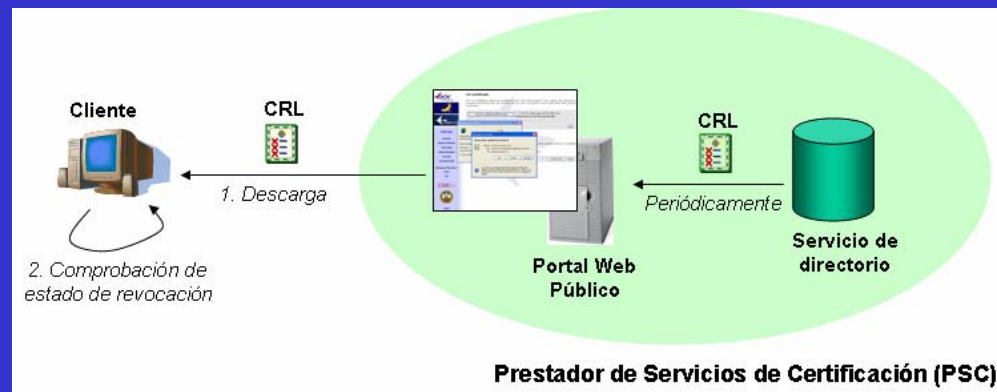 Cliente
CRL
1. Descarga
2. Comprobación de
estado de revocación
CRL
Periódicamente
Portal Web
Público
Servicio de
directorio
Prestador de Servicios de Certificación (PSC)